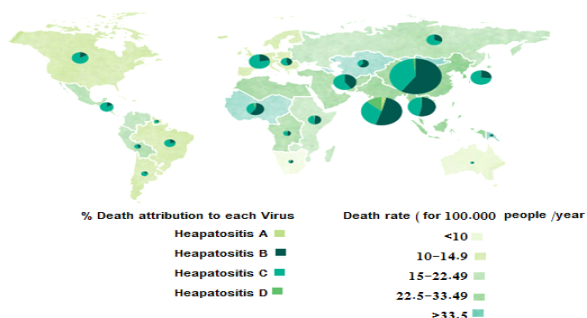 % Death attribution to each Virus
Heapatositis A
Heapatositis B
Heapatositis C
Heapatositis D
Death rate ( for 100.000 people /year
<10
10-14.9
15-22.49
22.5-33.49
≥33.5